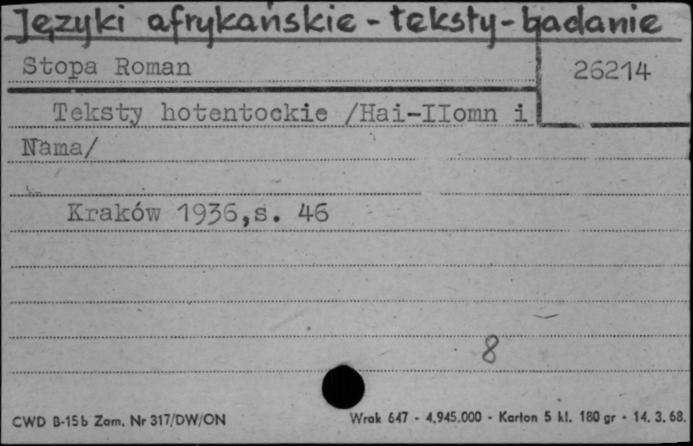 Języki afrykańskie - teksty - badanie
Stopa Roman
26214
Teksty hotentockie /Hai-IIomn i
Nama/
Kraków 1936,s. 46
8
CWD B-15b Zam. Nr 317/DW/ON
Wrak 647 - 4.945.000 - Karton 5 kl. 180 gr - 14. 3. 68.